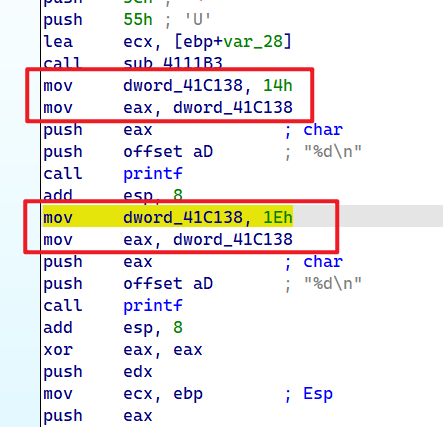 push 5Ch ; '\'
push 55h ; 'U'
lea ecx, [ebp+var_28]
call sub_4111B3
mov dword_41C138, 14h
mov eax, dword_41C138
push eax ; char
push offset aD ; "%d\n"
call printf
add esp, 8
mov dword_41C138, 1Eh
mov eax, dword_41C138
push eax ; char
push offset aD ; "%d\n"
call printf
add esp, 8
xor eax, eax
push edx
mov ecx, ebp ; Esp
push eax